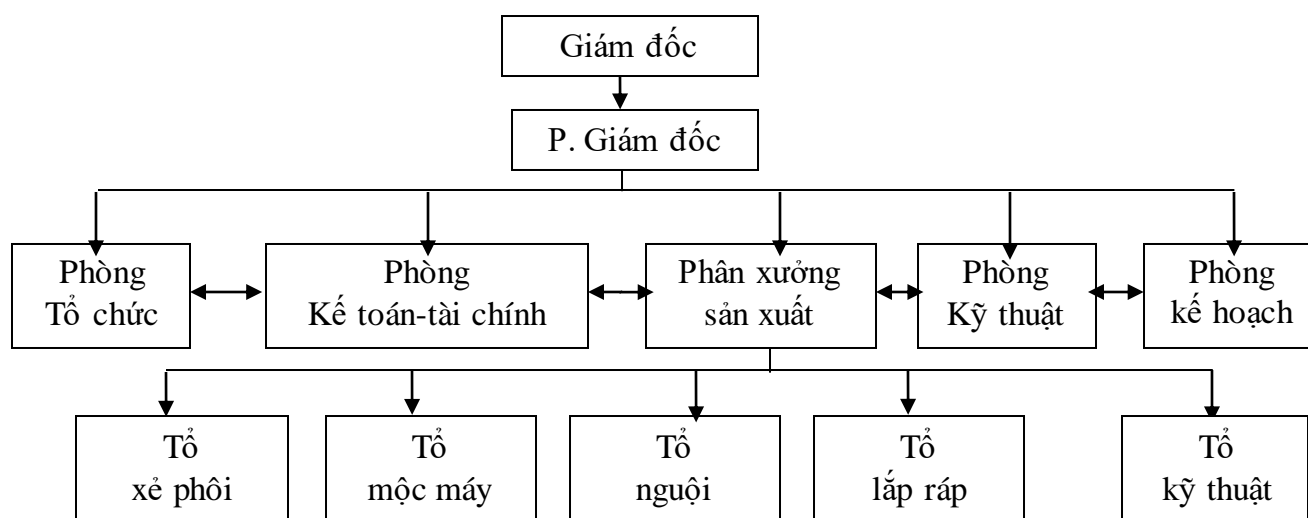 Giám đốc
P. Giám đốc
Phòng
Tổ chức
Phòng
Kế toán-tài chính
Phân xưởng
sản xuất
Phòng
Kỹ thuật
Phòng
kế hoạch
Tổ
xẻ phôi
Tổ
mộc máy
Tổ
nguội
Tổ
lắp ráp
Tổ
kỹ thuật